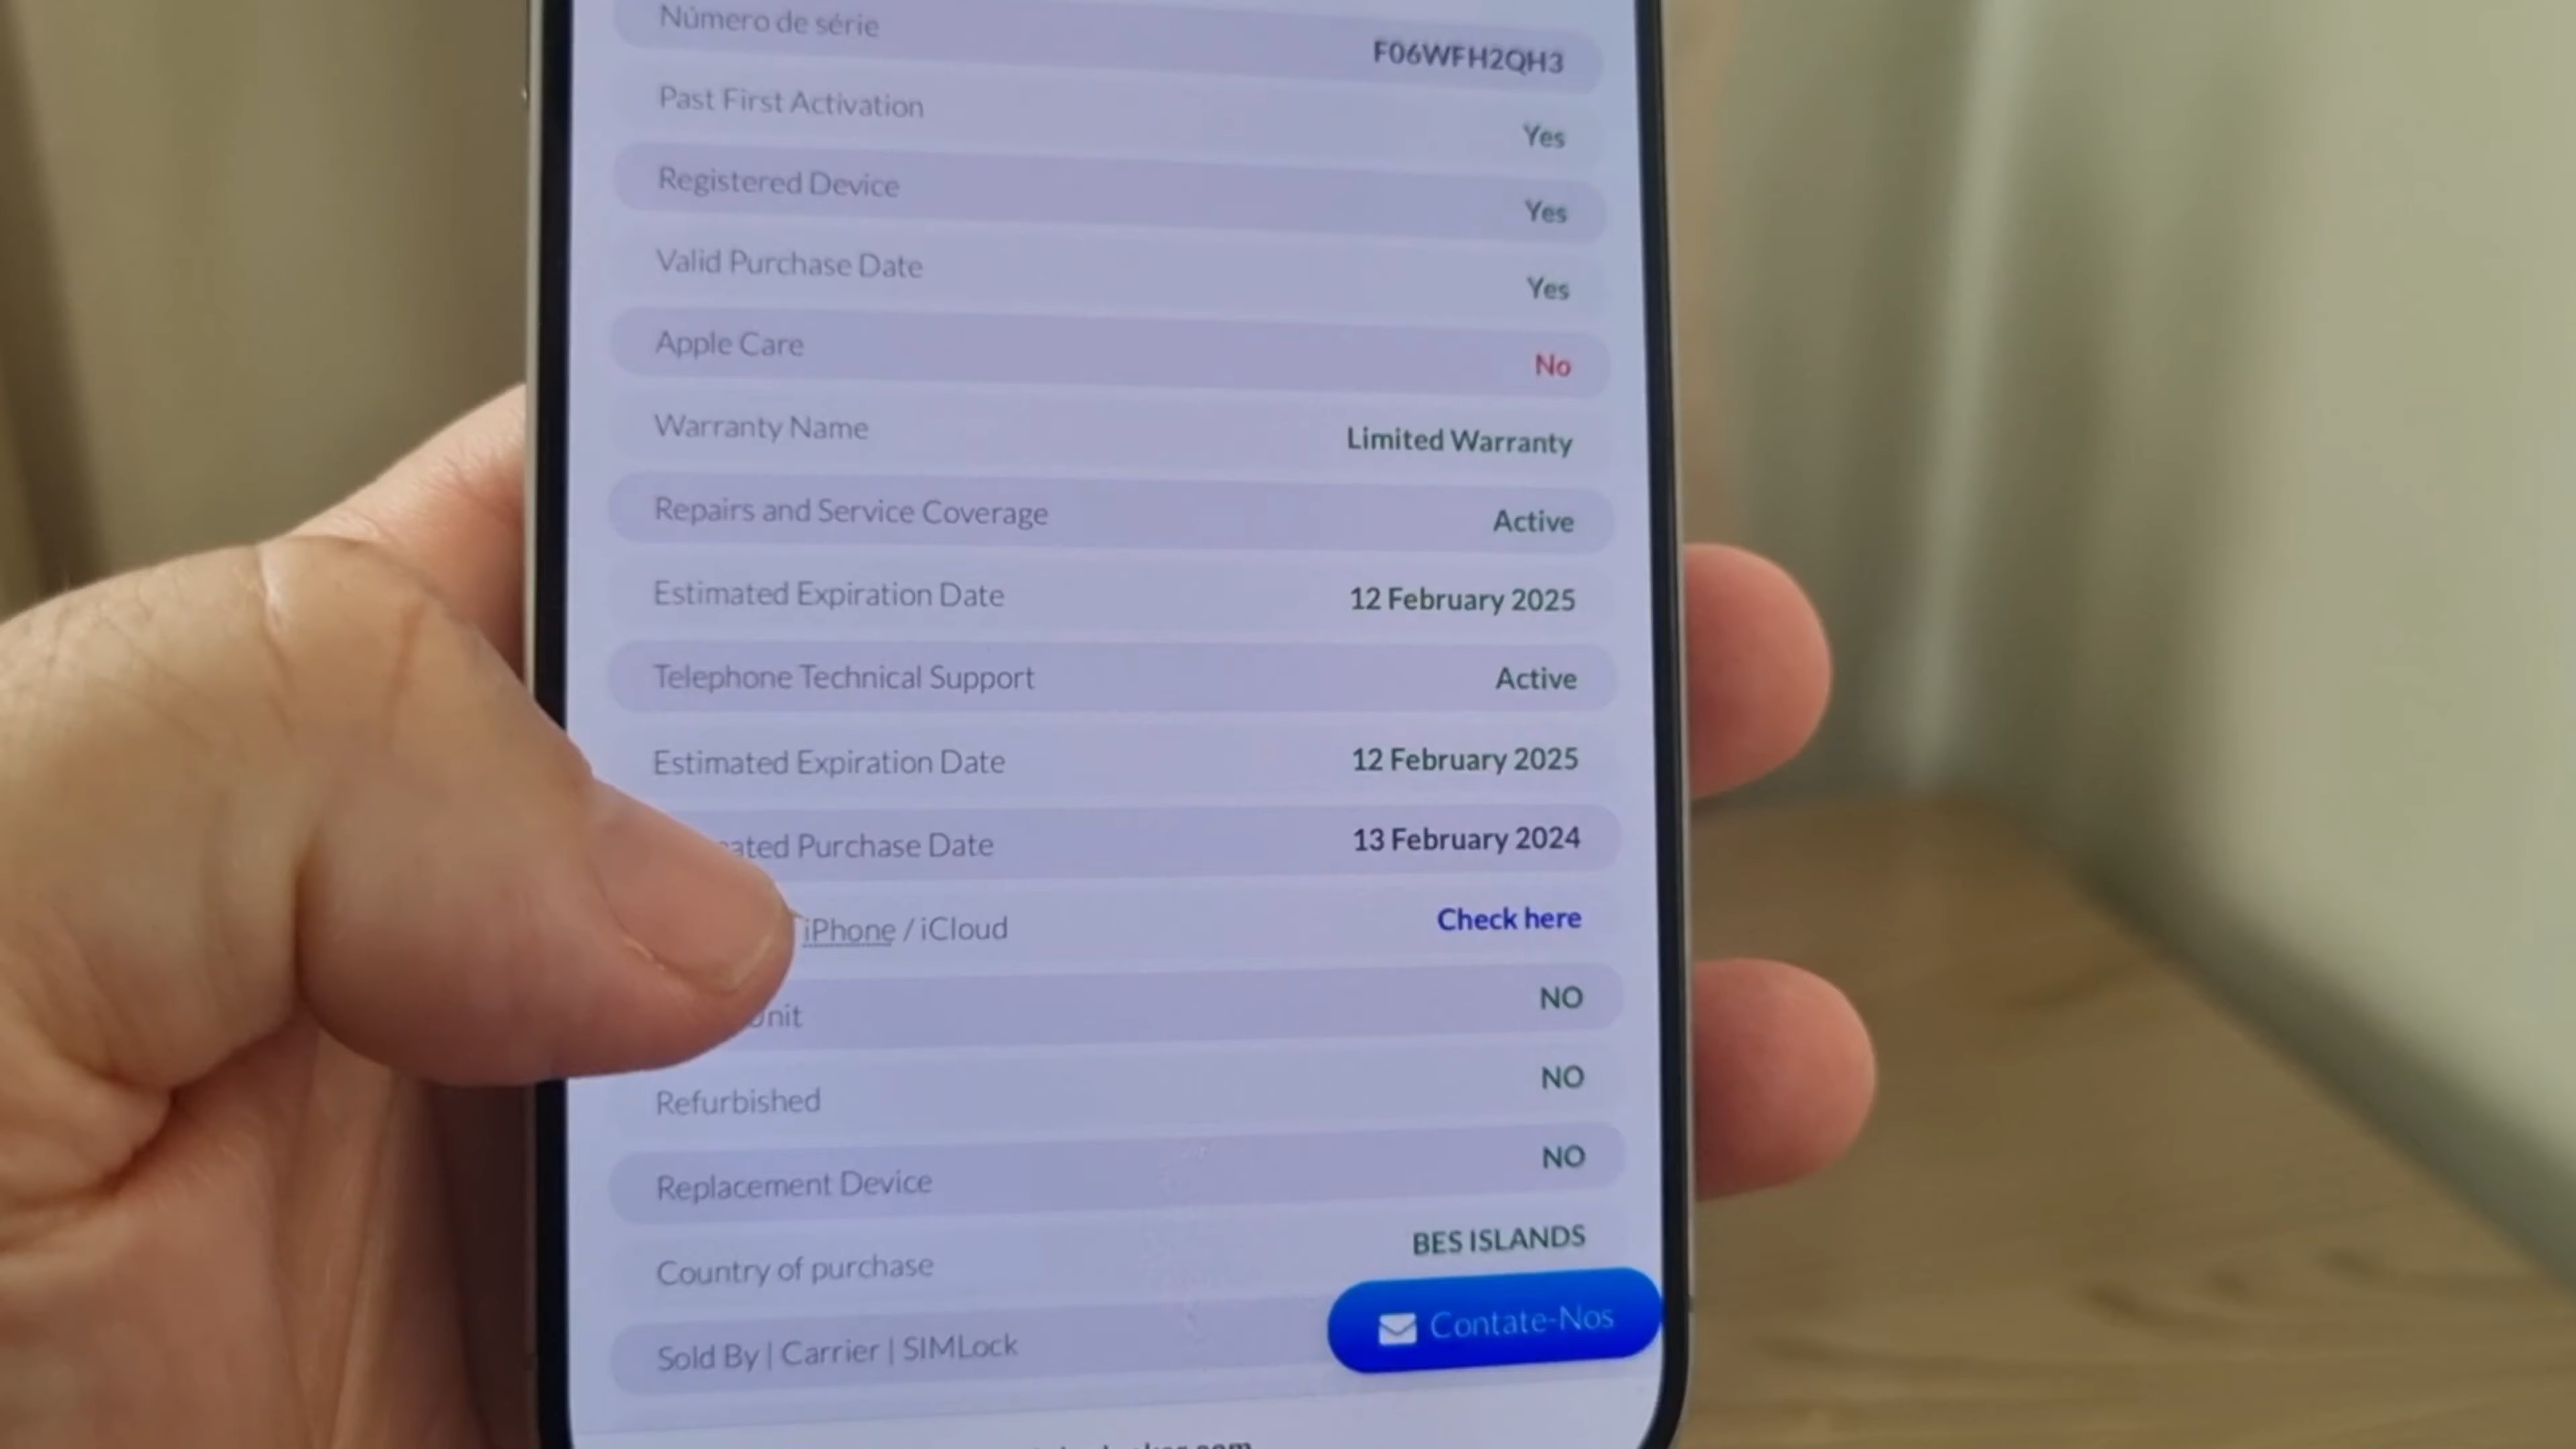 Número de série F06WFH2QH3
Past First Activation Yes
Registered Device Yes
Valid Purchase Date Yes
Apple Care No
Warranty Name Limited Warranty
Repairs and Service Coverage Active
Estimated Expiration Date 12 February 2025
Telephone Technical Support Active
Estimated Expiration Date 12 February 2025
Purchase Date 13 February 2024
iPhone / iCloud Check here
NO
Refurbished NO
Replacement Device NO
Country of purchase BES ISLANDS
Sold By | Carrier | SIMLock
Contate-Nos